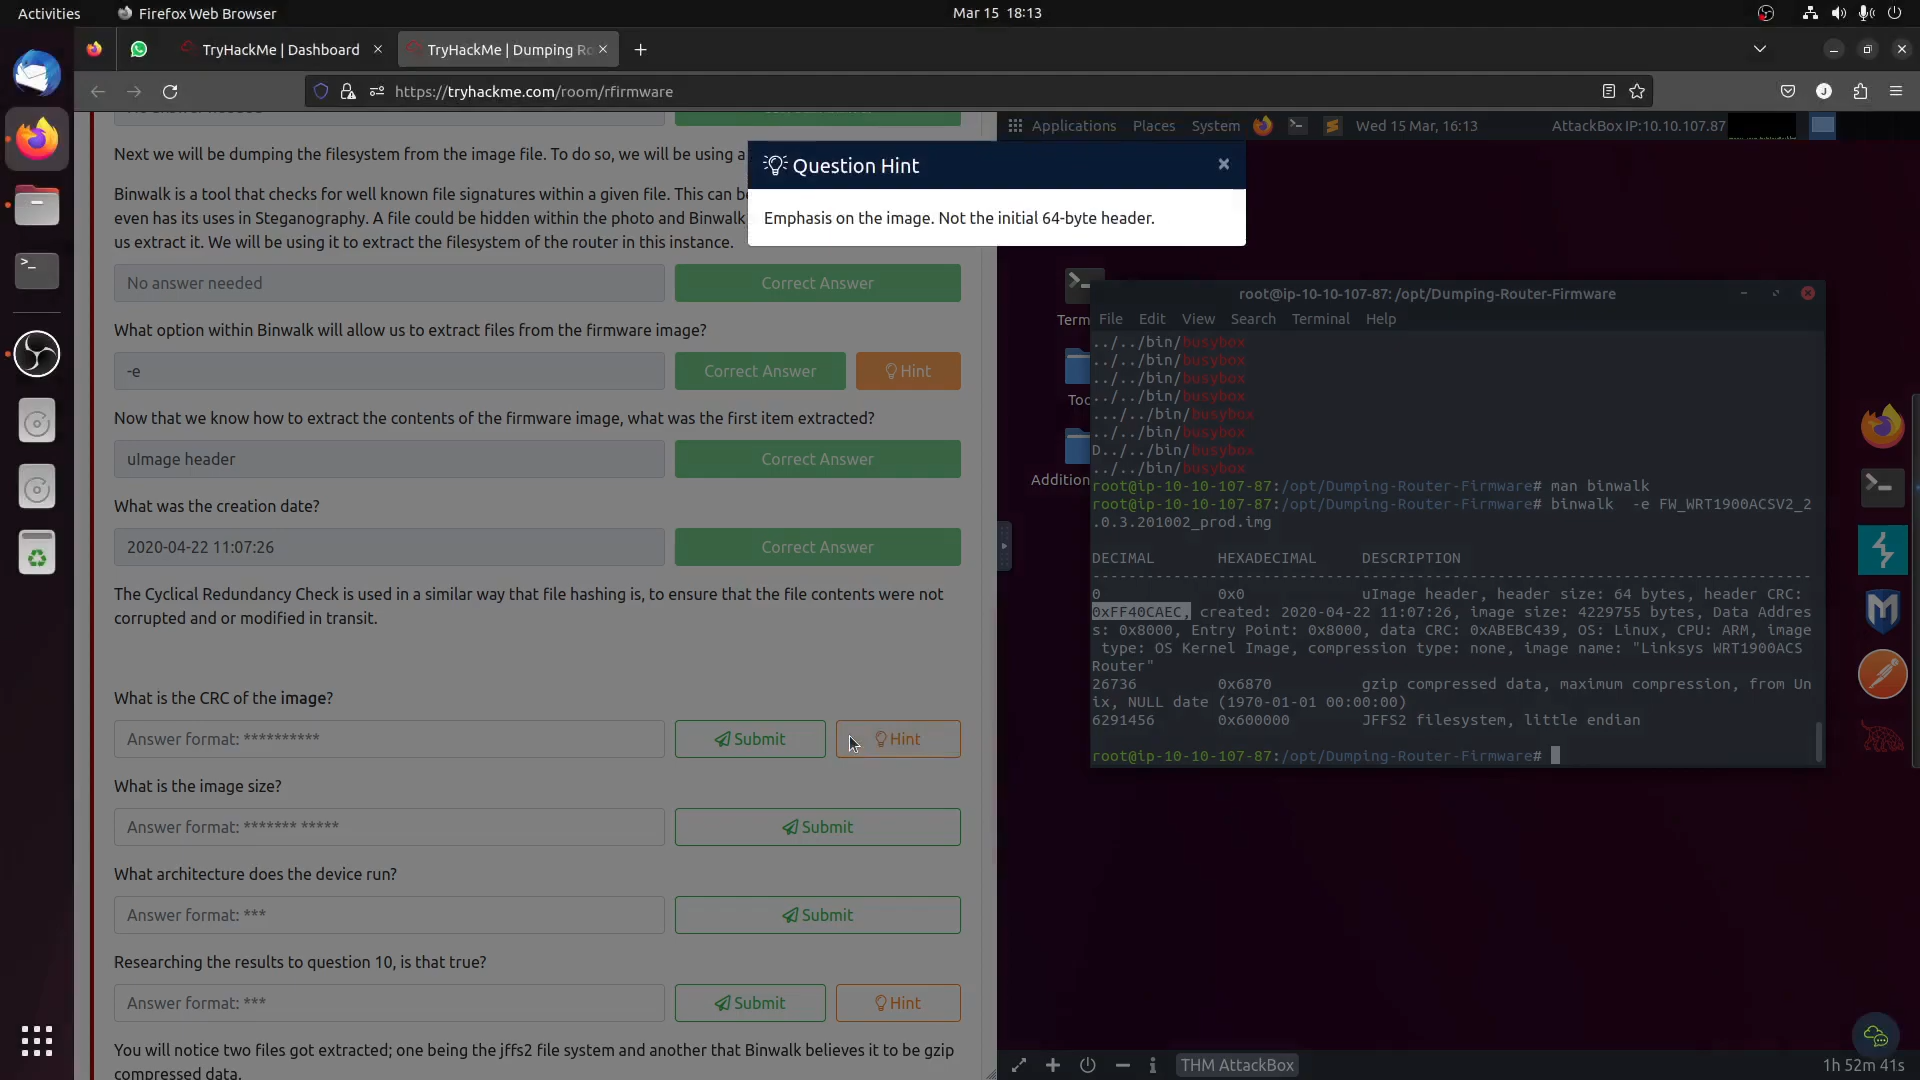 Activities
Firefox Web Browser
Mar 15 18:13
TryHackMe | Dashboard
TryHackMe | Dumping Ro
https://tryhackme.com/room/rfirmware
Applications Places System
Wed 15 Mar, 16:13
AttackBox IP:10.10.107.87
Next we will be dumping the filesystem from the image file. To do so, we will be using a
Binwalk is a tool that checks for well known file signatures within a given file. This can be
even has its uses in Steganography. A file could be hidden within the photo and Binwalk
us extract it. We will be using it to extract the filesystem of the router in this instance.
No answer needed
Correct Answer
What option within Binwalk will allow us to extract files from the firmware image?
-e
Correct Answer
Hint
Now that we know how to extract the contents of the firmware image, what was the first item extracted?
uImage header
Correct Answer
What was the creation date?
2020-04-22 11:07:26
Correct Answer
The Cyclical Redundancy Check is used in a similar way that file hashing is, to ensure that the file contents were not
corrupted and or modified in transit.
What is the CRC of the image?
Answer format: **********
Submit
Hint
What is the image size?
Answer format: ******* *****
Submit
What architecture does the device run?
Answer format: ***
Submit
Researching the results to question 10, is that true?
Answer format: ***
Submit
Hint
You will notice two files got extracted; one being the jffs2 file system and another that Binwalk believes it to be gzip
compressed data.
Question Hint
Emphasis on the image. Not the initial 64-byte header.
Term
Too
Addition
root@ip-10-10-107-87: /opt/Dumping-Router-Firmware
File Edit View Search Terminal Help
../../bin/busybox
../../bin/busybox
../../bin/busybox
../../bin/busybox
.../../bin/busybox
../../bin/busybox
D../../bin/busybox
../../bin/busybox
root@ip-10-10-107-87:/opt/Dumping-Router-Firmware# man binwalk
root@ip-10-10-107-87:/opt/Dumping-Router-Firmware# binwalk  -e FW_WRT1900ACSV2_2
.0.3.201002_prod.img
DECIMAL       HEXADECIMAL     DESCRIPTION
--------------------------------------------------------------------------------
0             0x0             uImage header, header size: 64 bytes, header CRC:
0xFF40CAEC, created: 2020-04-22 11:07:26, image size: 4229755 bytes, Data Addres
s: 0x8000, Entry Point: 0x8000, data CRC: 0xABEBC439, OS: Linux, CPU: ARM, image
type: OS Kernel Image, compression type: none, image name: "Linksys WRT1900ACS
Router"
26736         0x6870          gzip compressed data, maximum compression, from Un
ix, NULL date (1970-01-01 00:00:00)
6291456       0x600000        JFFS2 filesystem, little endian
root@ip-10-10-107-87:/opt/Dumping-Router-Firmware#
THM AttackBox
1h 52m 41s